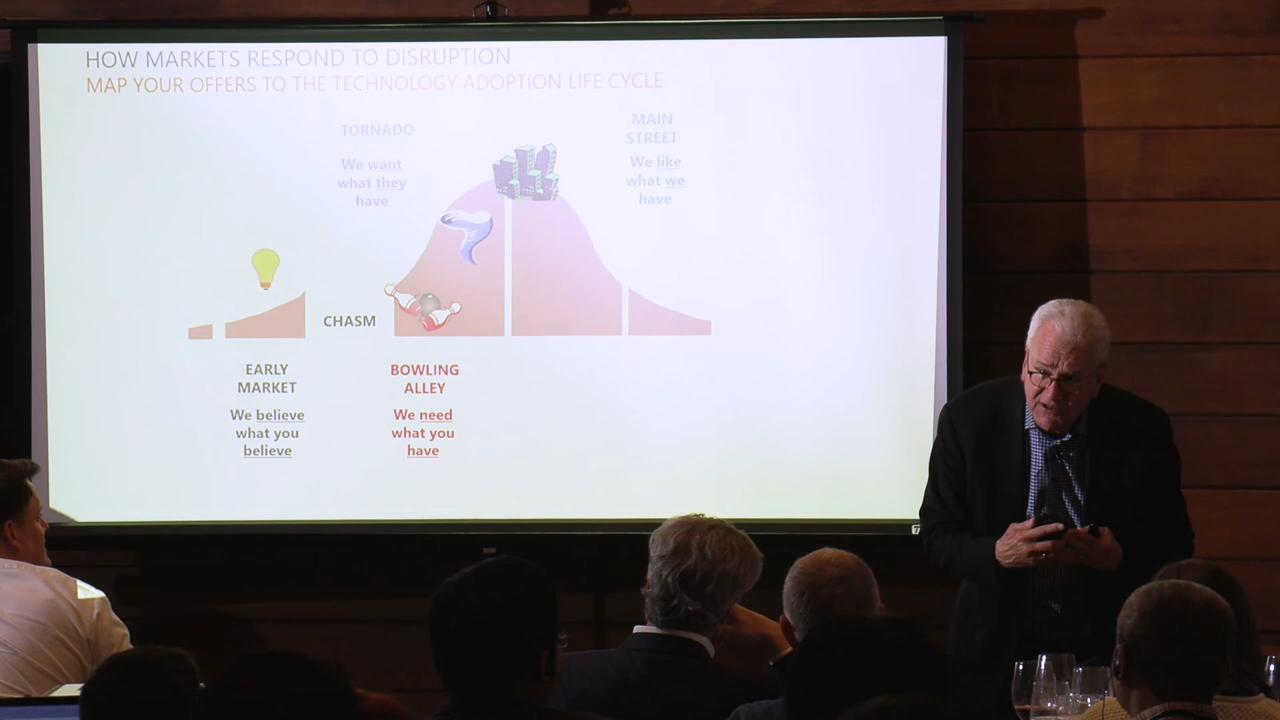 HOW MARKETS RESPOND TO DISRUPTION
MAP YOUR OFFERS TO THE TECHNOLOGY ADOPTION LIFE CYCLE
TORNADO
We want
what they
have
MAIN
STREET
We like
what we
have
CHASM
EARLY
MARKET
We believe
what you
believe
BOWLING
ALLEY
We need
what you
have